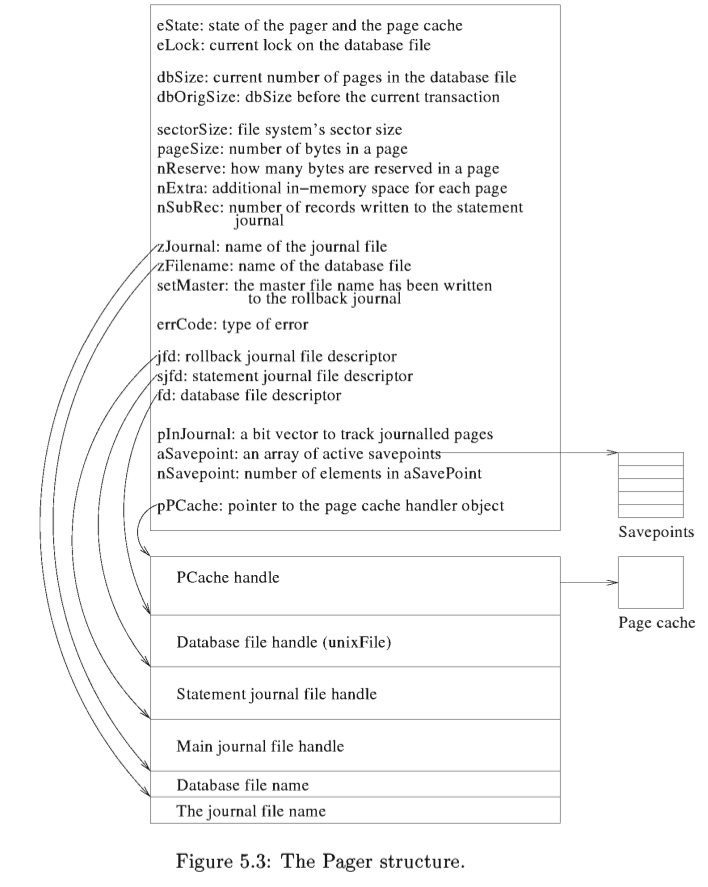 eState: state of the pager and the page cache
eLock: current lock on the database file
dbSize: current number of pages in the database file
dbOrigSize: dbSize before the current transaction
sectorSize: file system's sector size
pageSize: number of bytes in a page
nReserve: how many bytes are reserved in a page
nExtra: additional in−memory space for each page
nSubRec: number of records written to the statement
journal
zJournal: name of the journal file
zFilename: name of the database file
setMaster: the master file name has been written
to the rollback journal
errCode: type of error
jfd: rollback journal file descriptor
sjfd: statement journal file descriptor
fd: database file descriptor
pInJournal: a bit vector to track journalled pages
aSavepoint: an array of active savepoints
nSavepoint: number of elements in aSavePoint
pPCache: pointer to the page cache handler object
Savepoints
PCache handle
Page cache
Database file handle (unixFile)
Statement journal file handle
Main journal file handle
Database file name
The journal file name
Figure 5.3: The Pager structure.